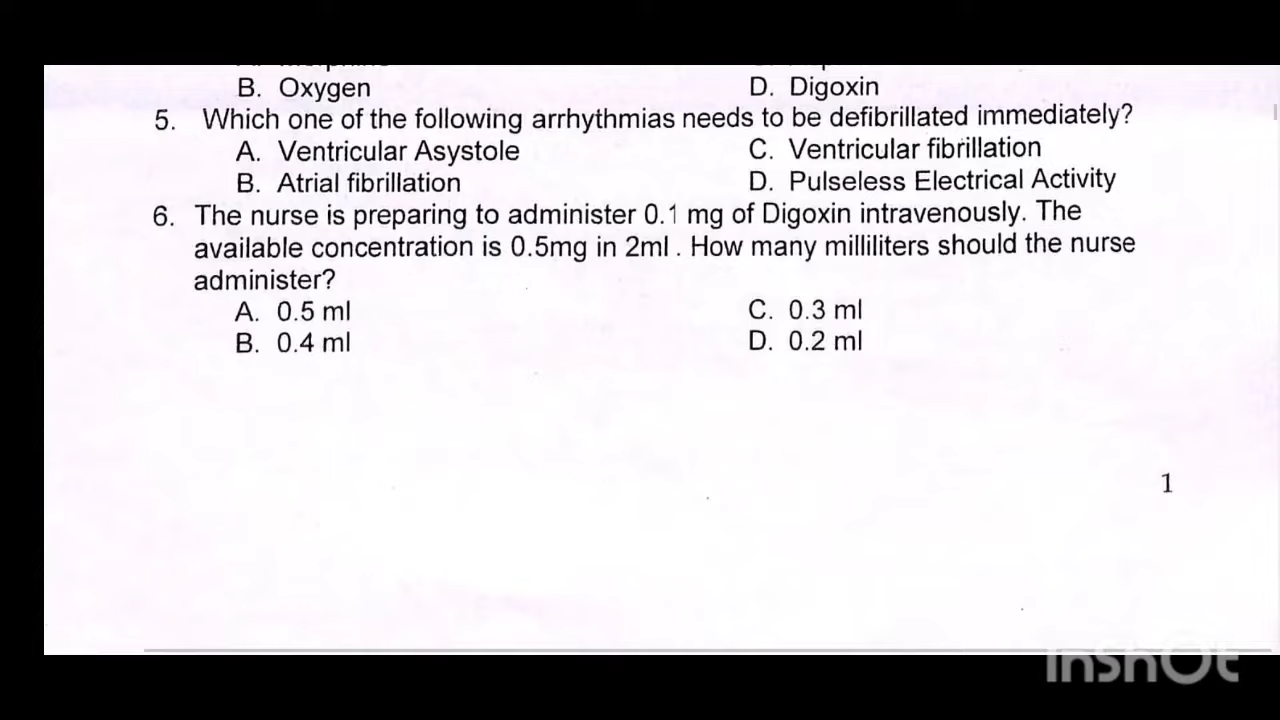 B. Oxygen D. Digoxin
5. Which one of the following arrhythmias needs to be defibrillated immediately?
A. Ventricular Asystole C. Ventricular fibrillation
B. Atrial fibrillation D. Pulseless Electrical Activity
6. The nurse is preparing to administer 0.1 mg of Digoxin intravenously. The
available concentration is 0.5mg in 2ml . How many milliliters should the nurse
administer?
A. 0.5 ml C. 0.3 ml
B. 0.4 ml D. 0.2 ml
1
InShOt